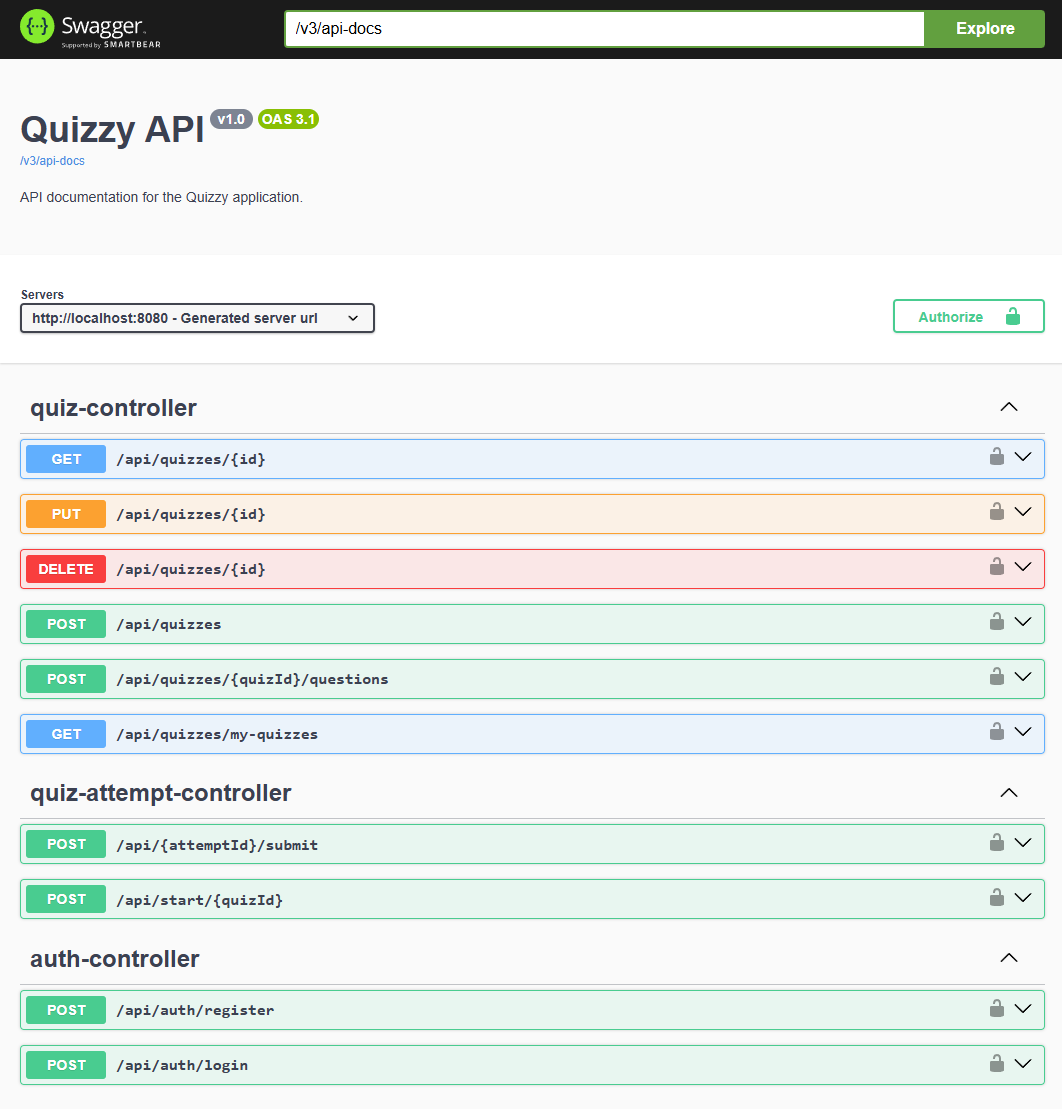 {···} Swagger.
Supported by SMARTBEAR
/v3/api-docs
Explore
Quizzy API v1.0 OAS 3.1
/v3/api-docs
API documentation for the Quizzy application.
Servers
http://localhost:8080 - Generated server url
Authorize
quiz-controller
GET /api/quizzes/{id}
PUT /api/quizzes/{id}
DELETE /api/quizzes/{id}
POST /api/quizzes
POST /api/quizzes/{quizId}/questions
GET /api/quizzes/my-quizzes
quiz-attempt-controller
POST /api/{attemptId}/submit
POST /api/start/{quizId}
auth-controller
POST /api/auth/register
POST /api/auth/login